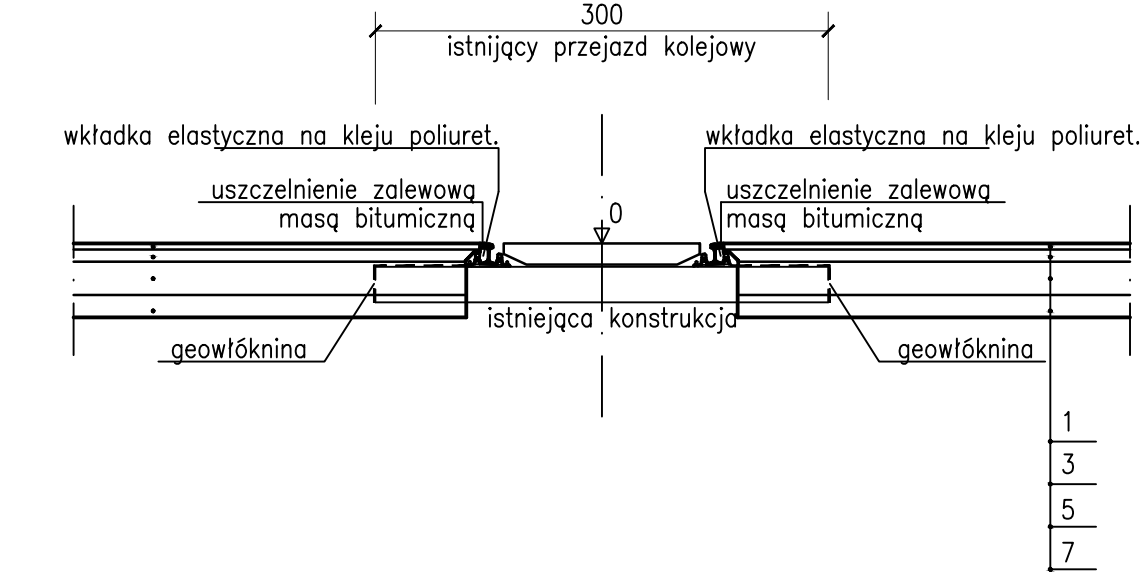 300
istnijący przejazd kolejowy
wkładka elastyczna na kleju poliuret.
wkładka elastyczna na kleju poliuret.
uszczelnienie zalewową
masą bitumiczną
uszczelnienie zalewową
masą bitumiczną
0
istniejąca konstrukcja
geowłóknina
geowłóknina
1
3
5
7